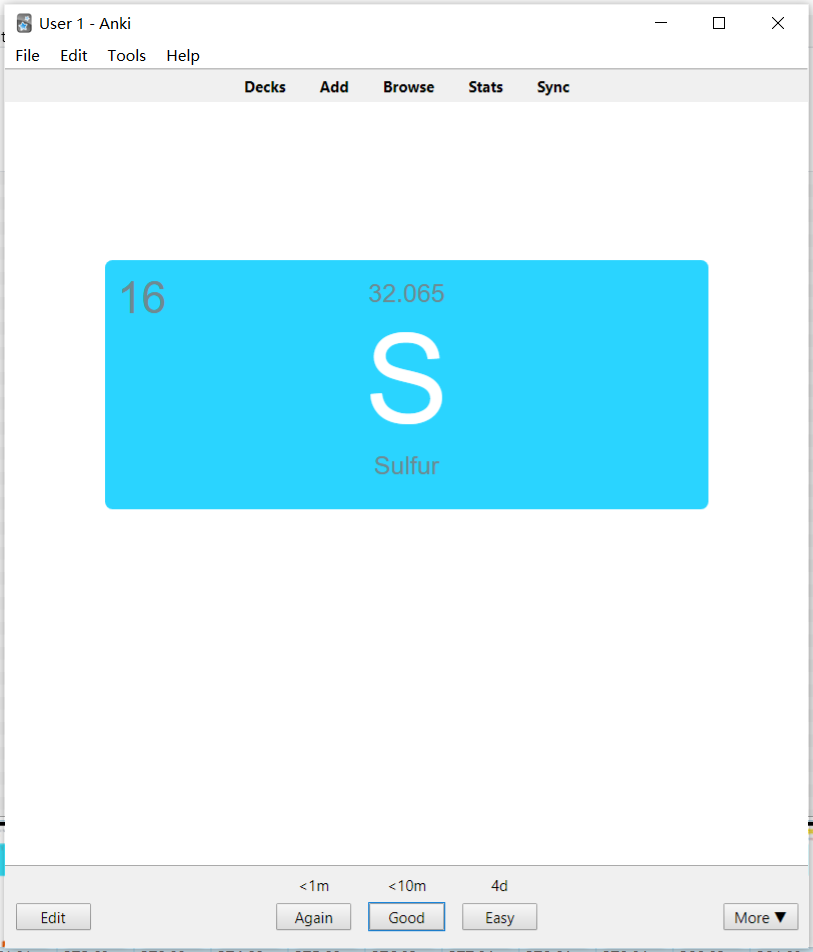 User 1 - Anki
File Edit Tools Help
Decks Add Browse Stats Sync
16
32.065
S
Sulfur
<1m <10m 4d
Edit Again Good Easy More ▼